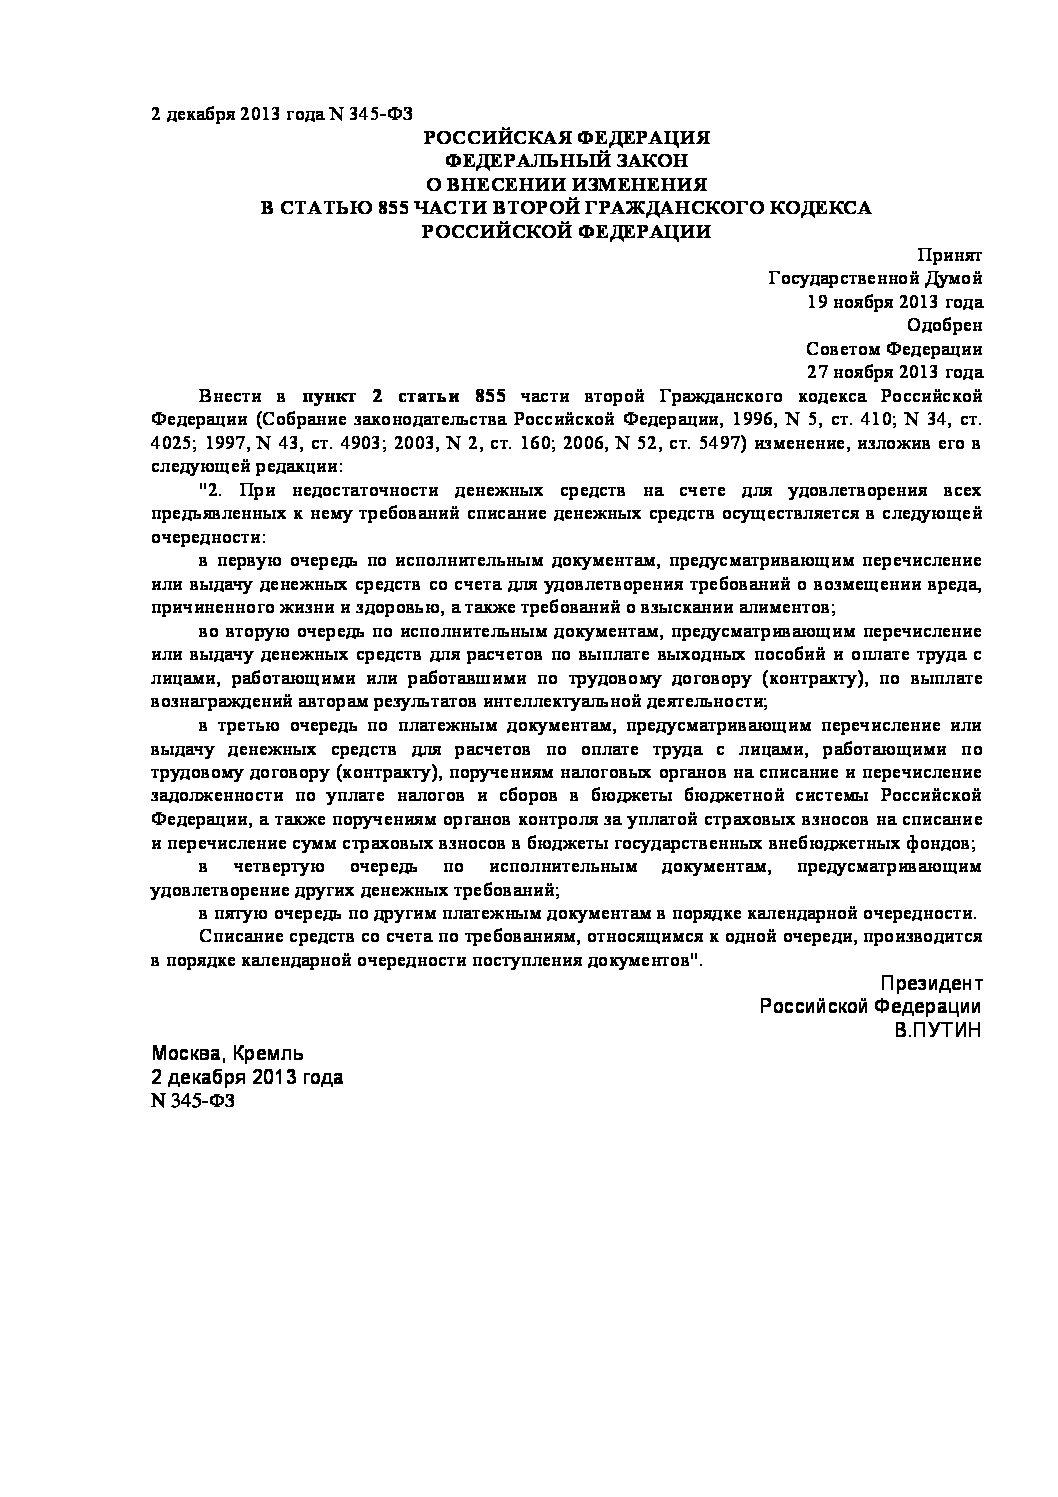 2 декабря 2013 года N 345-ФЗ
РОССИЙСКАЯ ФЕДЕРАЦИЯ
ФЕДЕРАЛЬНЫЙ ЗАКОН
О ВНЕСЕНИИ ИЗМЕНЕНИЯ
В СТАТЬЮ 855 ЧАСТИ ВТОРОЙ ГРАЖДАНСКОГО КОДЕКСА
РОССИЙСКОЙ ФЕДЕРАЦИИ
Принят
Государственной Думой
19 ноября 2013 года
Одобрен
Советом Федерации
27 ноября 2013 года
Внести в пункт 2 статьи 855 части второй Гражданского кодекса Российской
Федерации (Собрание законодательства Российской Федерации, 1996, N 5, ст. 410; N 34, ст.
4025; 1997, N 43, ст. 4903; 2003, N 2, ст. 160; 2006, N 52, ст. 5497) изменение, изложив его в
следующей редакции:
"2. При недостаточности денежных средств на счете для удовлетворения всех
предъявленных к нему требований списание денежных средств осуществляется в следующей
очередности:
в первую очередь по исполнительным документам, предусматривающим перечисление
или выдачу денежных средств со счета для удовлетворения требований о возмещении вреда,
причиненного жизни и здоровью, а также требований о взыскании алиментов;
во вторую очередь по исполнительным документам, предусматривающим перечисление
или выдачу денежных средств для расчетов по выплате выходных пособий и оплате труда с
лицами, работающими или работавшими по трудовому договору (контракту), по выплате
вознаграждений авторам результатов интеллектуальной деятельности;
в третью очередь по платежным документам, предусматривающим перечисление или
выдачу денежных средств для расчетов по оплате труда с лицами, работающими по
трудовому договору (контракту), поручениям налоговых органов на списание и перечисление
задолженности по уплате налогов и сборов в бюджеты бюджетной системы Российской
Федерации, а также поручениям органов контроля за уплатой страховых взносов на списание
и перечисление сумм страховых взносов в бюджеты государственных внебюджетных фондов;
в четвертую очередь по исполнительным документам, предусматривающим
удовлетворение других денежных требований;
в пятую очередь по другим платежным документам в порядке календарной очередности.
Списание средств со счета по требованиям, относящимся к одной очереди, производится
в порядке календарной очередности поступления документов".
Президент
Российской Федерации
В.ПУТИН
Москва, Кремль
2 декабря 2013 года
N 345-ФЗ